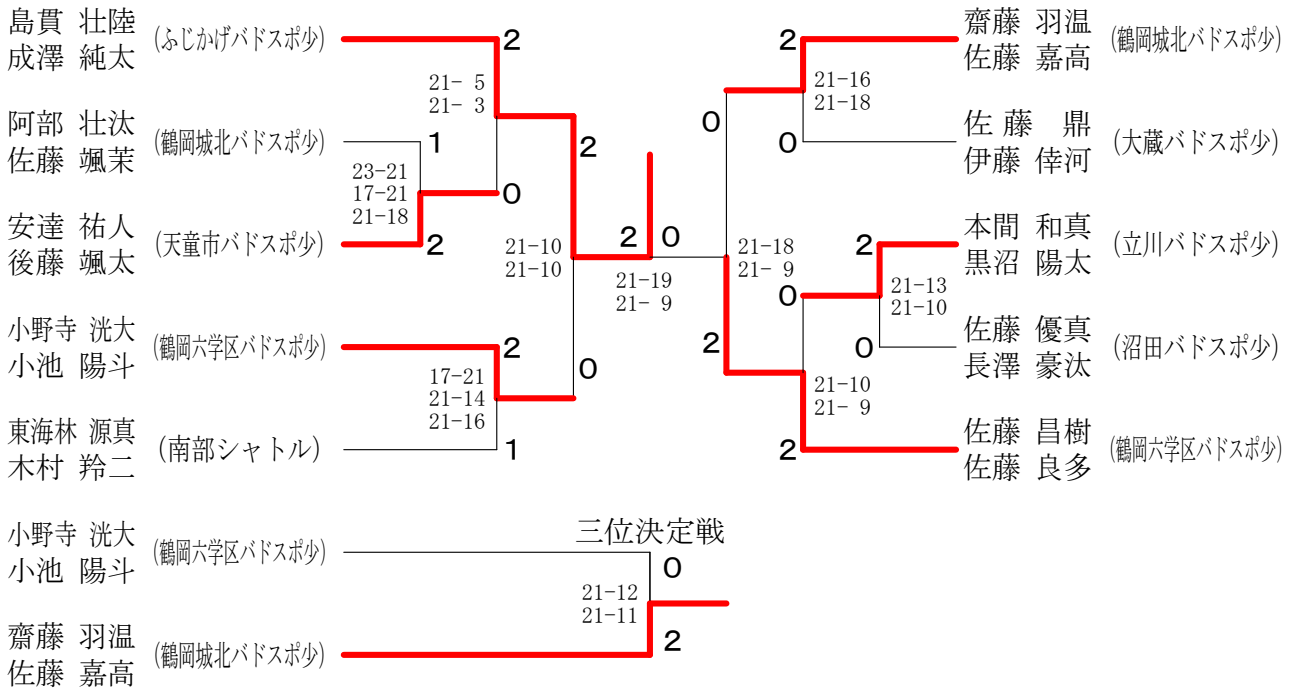 島貫 壮陸
成澤 純太
(ふじかげバドスポ少)
2
21- 5
21- 3
阿部 壮汰
佐藤 颯茉
(鶴岡城北バドスポ少)
1
23-21
17-21
21-18
0
安達 祐人
後藤 颯太
(天童市バドスポ少)
2
2
21-10
21-10
小野寺 洸大
小池 陽斗
(鶴岡六学区バドスポ少)
2
17-21
21-14
21-16
0
東海林 源真
木村 羚二
(南部シャトル)
1
2
0
21-19
21- 9
齋藤 羽温
佐藤 嘉高
(鶴岡城北バドスポ少)
2
21-16
21-18
0
佐藤 鼎
伊藤 倖河
(大蔵バドスポ少)
0
21-18
21- 9
本間 和真
黒沼 陽太
(立川バドスポ少)
2
21-13
21-10
0
佐藤 優真
長澤 豪汰
(沼田バドスポ少)
0
2
21-10
21- 9
佐藤 昌樹
佐藤 良多
(鶴岡六学区バドスポ少)
2
三位決定戦
小野寺 洸大
小池 陽斗
(鶴岡六学区バドスポ少)
0
21-12
21-11
齋藤 羽温
佐藤 嘉高
(鶴岡城北バドスポ少)
2